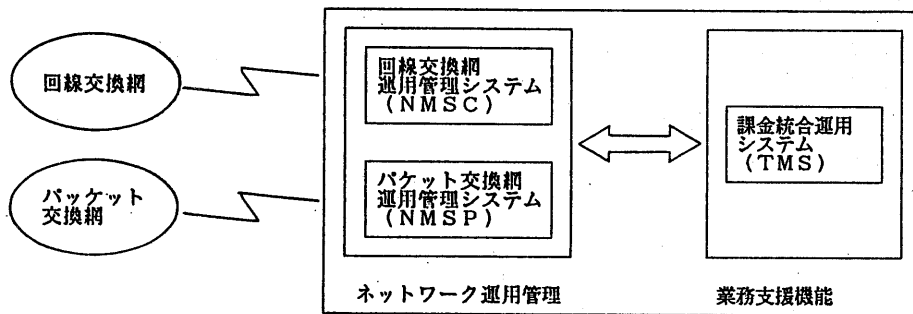 回線交換網
パッケット
交換網
回線交換網
運用管理システム
(NMSC)
パケット交換網
運用管理システム
(NMSP)
課金統合運用
システム
(TMS)
ネットワーク運用管理
業務支援機能